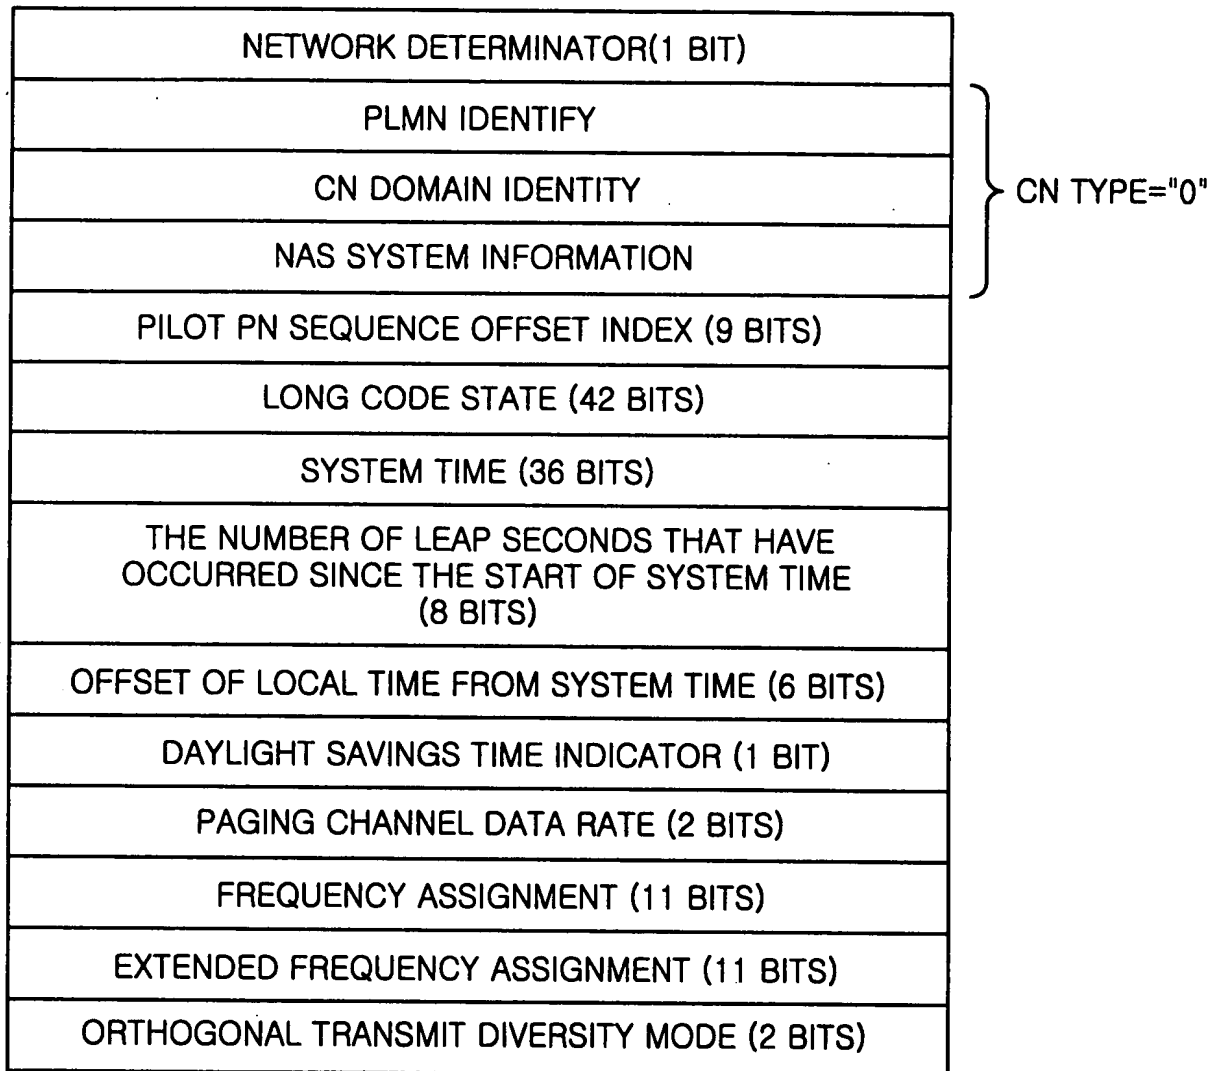 NETWORK DETERMINATOR(1 BIT)
PLMN IDENTIFY
CN DOMAIN IDENTITY
NAS SYSTEM INFORMATION
CN TYPE="0"
PILOT PN SEQUENCE OFFSET INDEX (9 BITS)
LONG CODE STATE (42 BITS)
SYSTEM TIME (36 BITS)
THE NUMBER OF LEAP SECONDS THAT HAVE
OCCURRED SINCE THE START OF SYSTEM TIME
(8 BITS)
OFFSET OF LOCAL TIME FROM SYSTEM TIME (6 BITS)
DAYLIGHT SAVINGS TIME INDICATOR (1 BIT)
PAGING CHANNEL DATA RATE (2 BITS)
FREQUENCY ASSIGNMENT (11 BITS)
EXTENDED FREQUENCY ASSIGNMENT (11 BITS)
ORTHOGONAL TRANSMIT DIVERSITY MODE (2 BITS)